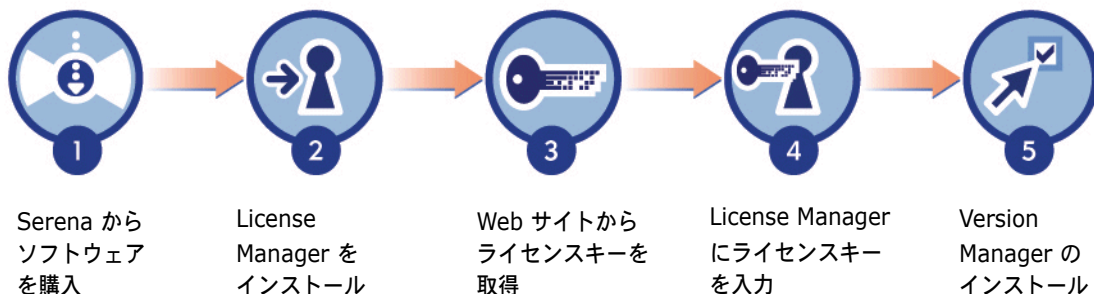 1
2
3
4
5
Serena から
ソフトウェア
を購入
License
Manager を
インストール
Web サイトから
ライセンスキーを
取得
License Manager
にライセンスキー
を入力
Version
Manager の
インストール